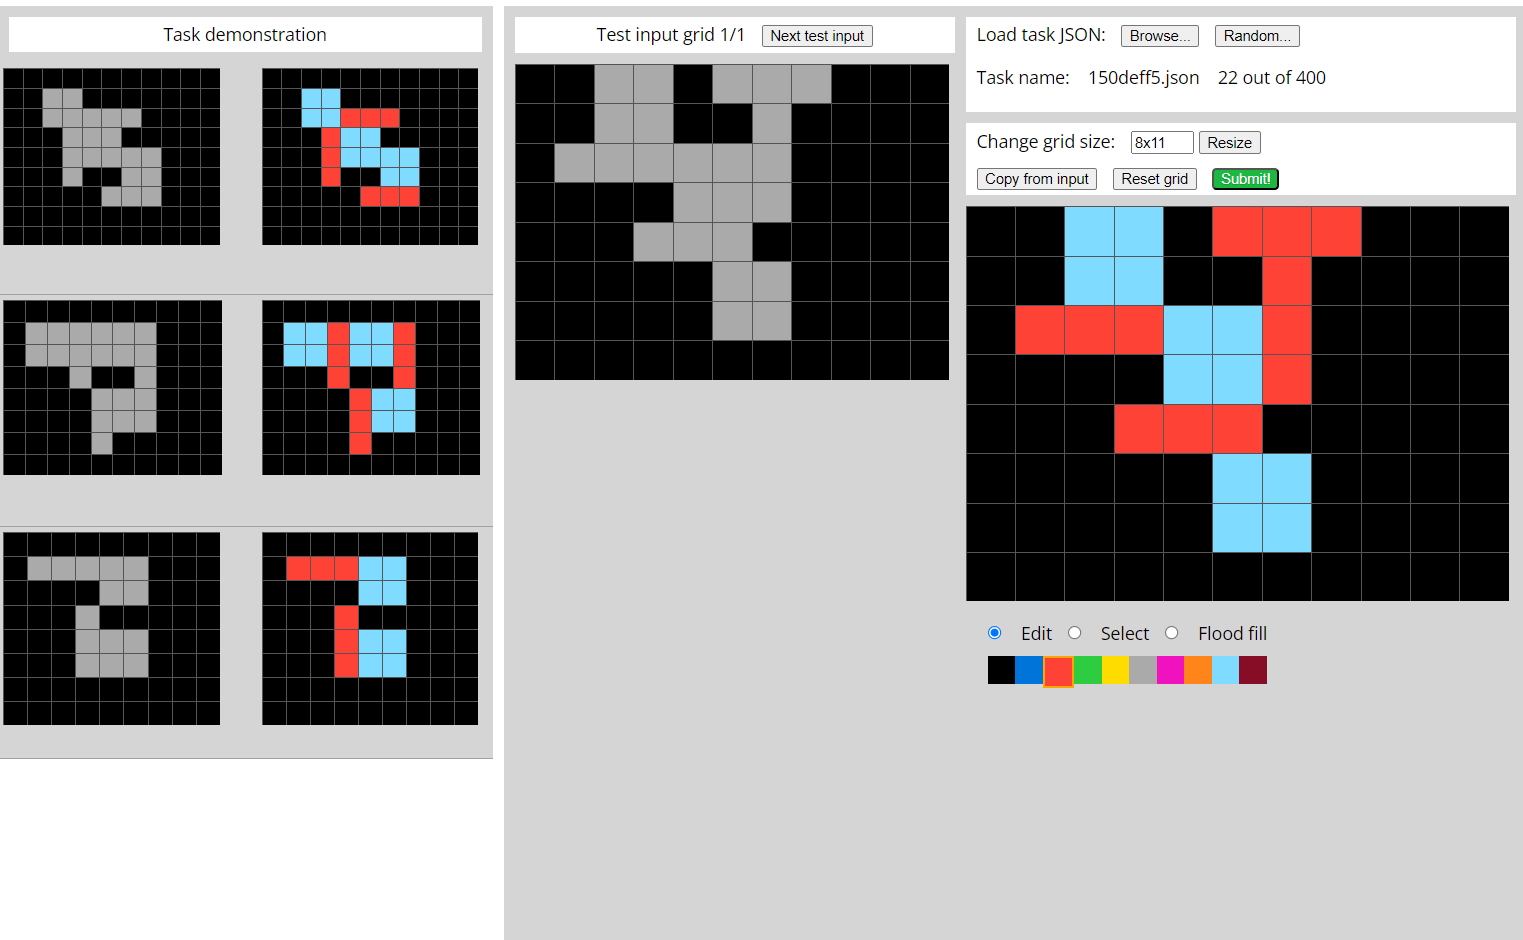 Task demonstration
Test input grid 1/1 Next test input
Load task JSON: Browse... Random...
Task name: 150deff5.json 22 out of 400
Change grid size: 8x11 Resize
Copy from input Reset grid Submit!
Edit Select Flood fill